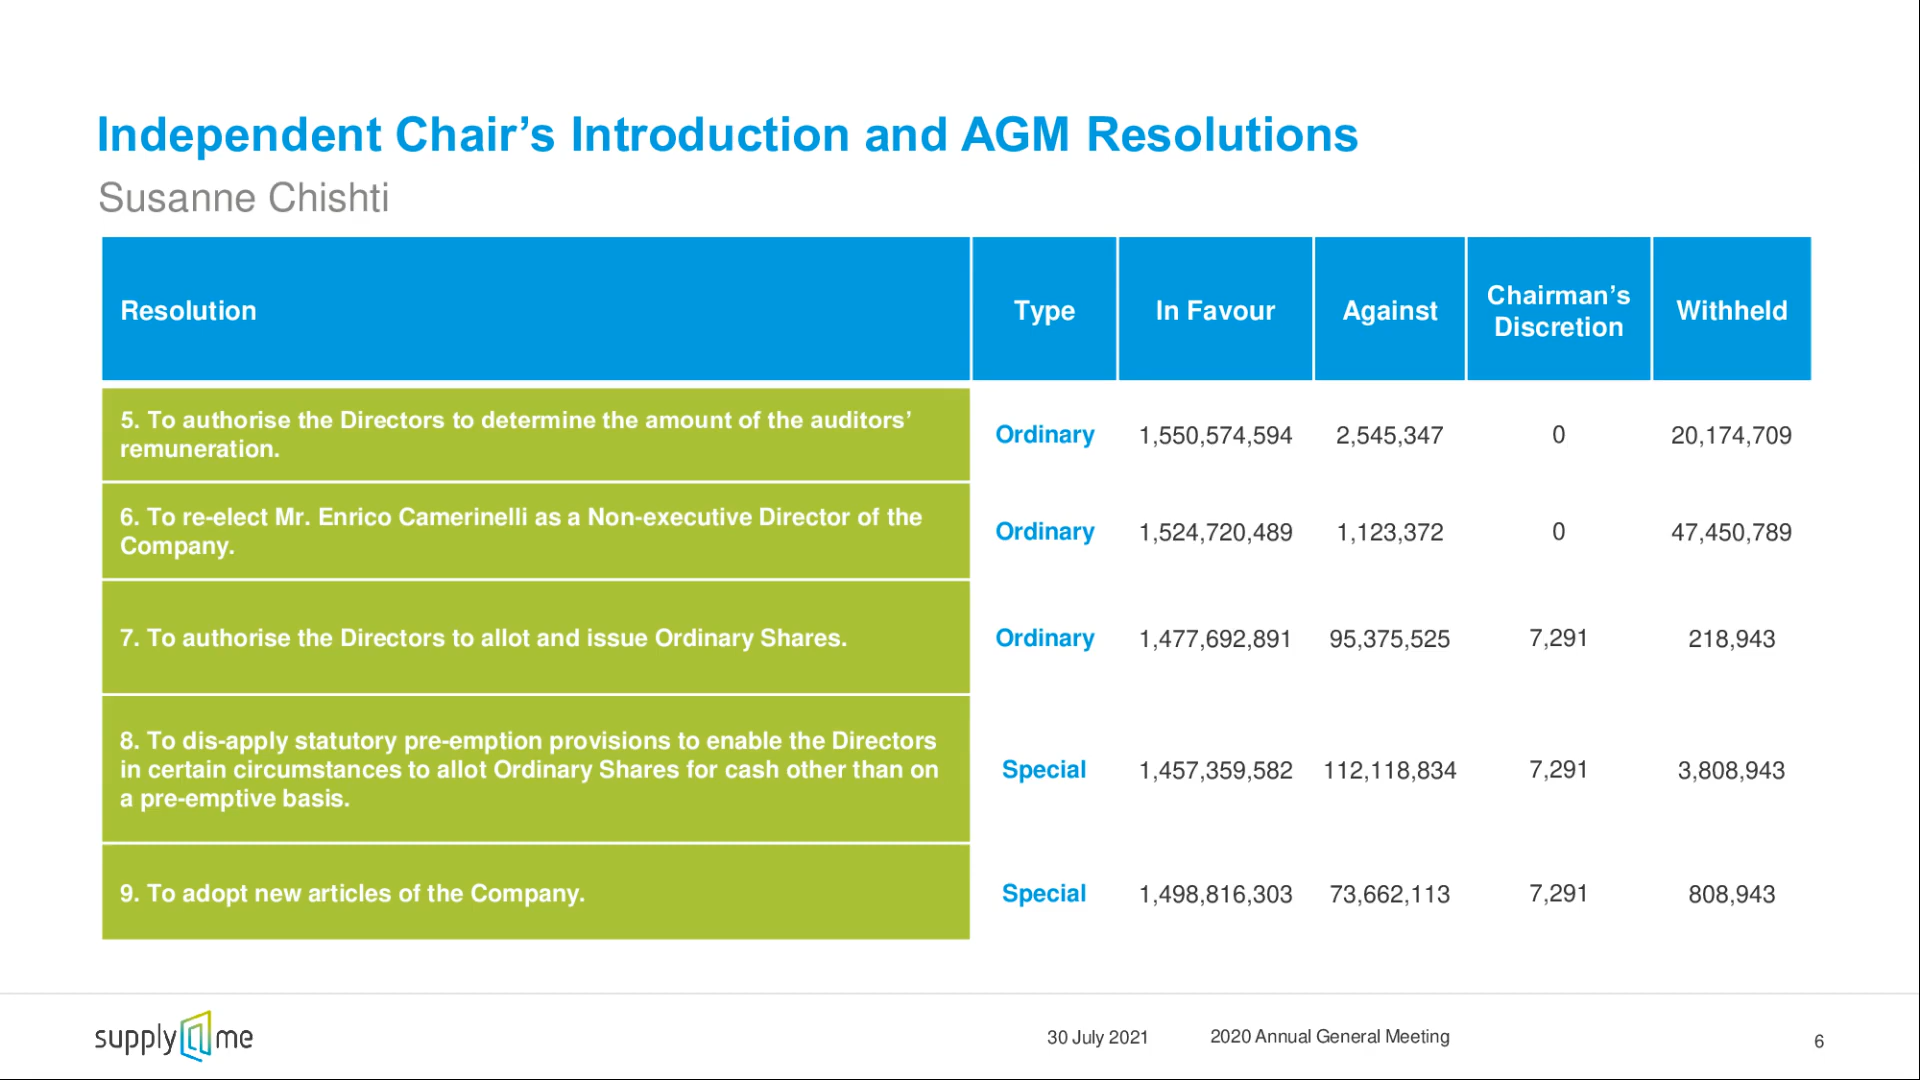 Independent Chair’s Introduction and AGM Resolutions
Susanne Chishti
Resolution Type In Favour Against Chairman’s Discretion Withheld
5. To authorise the Directors to determine the amount of the auditors’
remuneration.
Ordinary 1,550,574,594 2,545,347 0 20,174,709
6. To re-elect Mr. Enrico Camerinelli as a Non-executive Director of the
Company.
Ordinary 1,524,720,489 1,123,372 0 47,450,789
7. To authorise the Directors to allot and issue Ordinary Shares.
Ordinary 1,477,692,891 95,375,525 7,291 218,943
8. To dis-apply statutory pre-emption provisions to enable the Directors
in certain circumstances to allot Ordinary Shares for cash other than on
a pre-emptive basis.
Special 1,457,359,582 112,118,834 7,291 3,808,943
9. To adopt new articles of the Company.
Special 1,498,816,303 73,662,113 7,291 808,943
supply me
30 July 2021 2020 Annual General Meeting 6